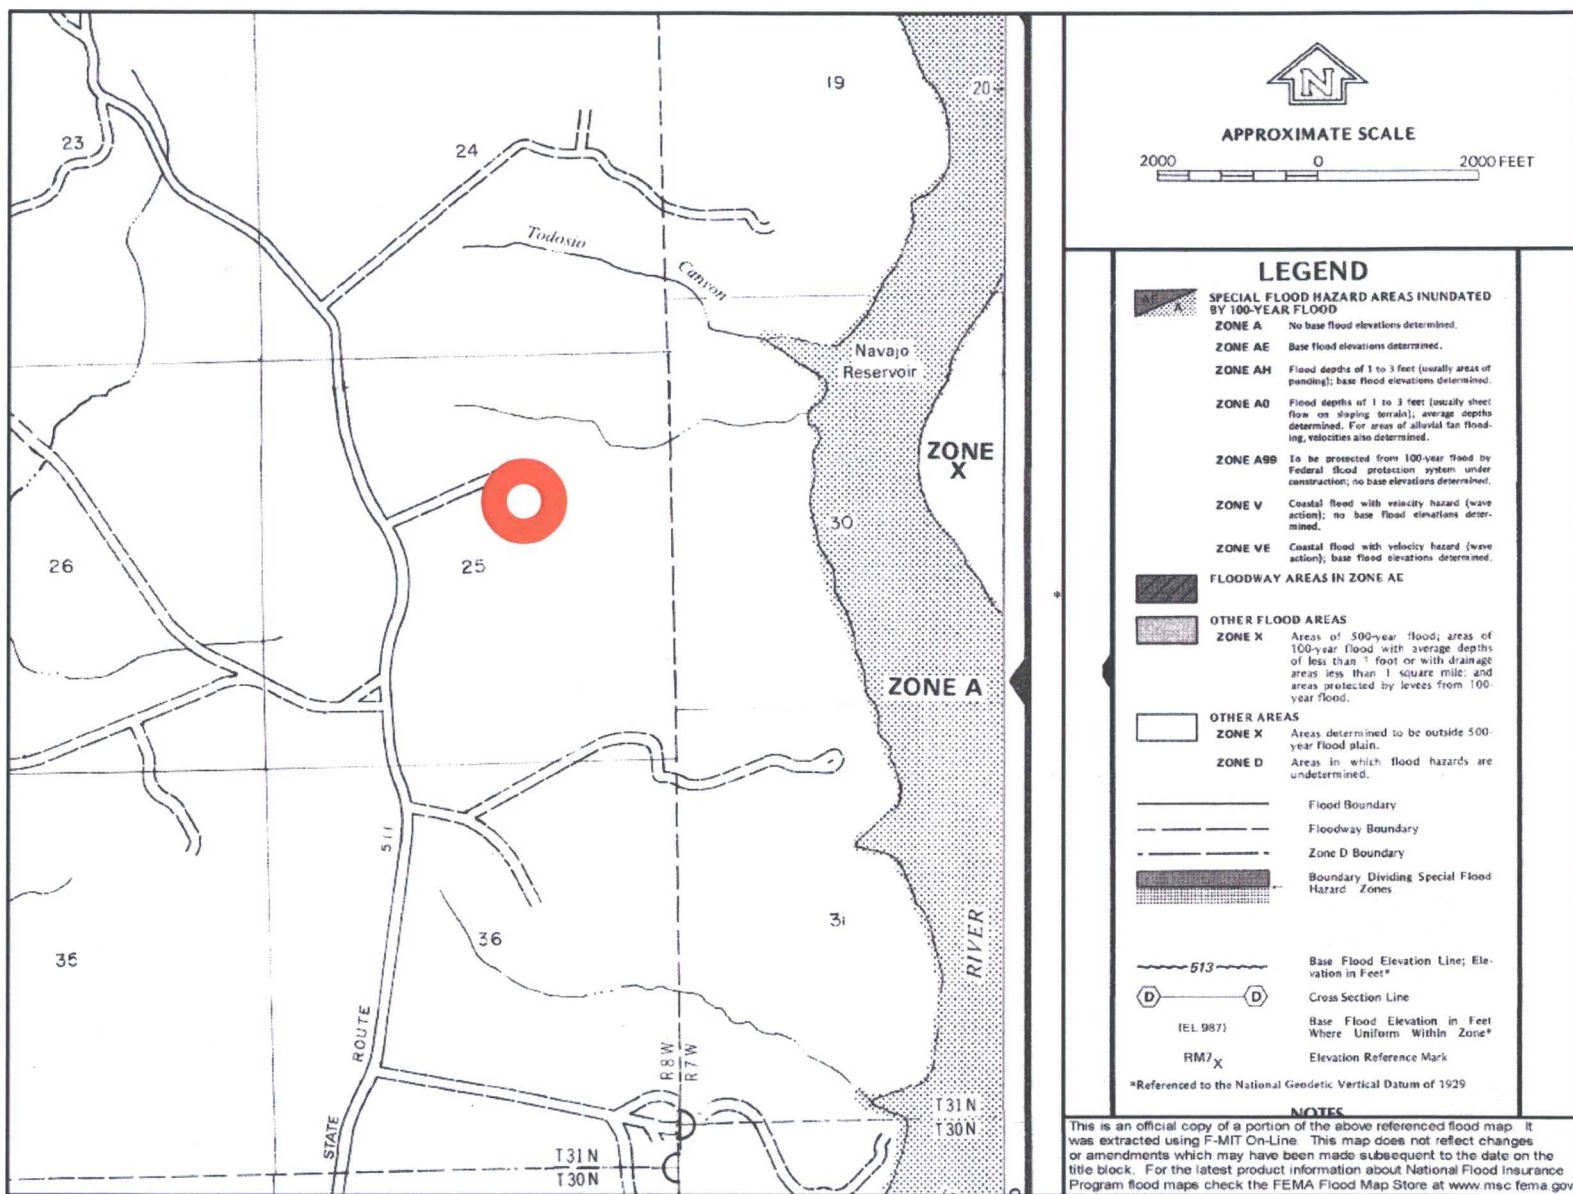 19
20
23
24
Todosio
Canyon
Navajo
Reservoir
ZONE
X
30
26
25
ZONE A
511
31
36
35
RIVER
ROUTE
R8W
R7W
STATE
T31N
T30N
T31N
T30N
N
APPROXIMATE SCALE
2000 0 2000 FEET
LEGEND
AE
A
SPECIAL FLOOD HAZARD AREAS INUNDATED
BY 100-YEAR FLOOD
ZONE A No base flood elevations determined.
ZONE AE Base flood elevations determined.
ZONE AH Flood depths of 1 to 3 feet (usually areas of
ponding); base flood elevations determined.
ZONE A0 Flood depths of 1 to 3 feet (usually sheet
flow on sloping terrain); average depths
determined. For areas of alluvial fan flood-
ing, velocities also determined.
ZONE A99 To be protected from 100-year flood by
Federal flood protection system under
construction; no base elevations determined.
ZONE V Coastal flood with velocity hazard (wave
action); no base flood elevations deter-
mined.
ZONE VE Coastal flood with velocity hazard (wave
action); base flood elevations determined.
*
FLOODWAY AREAS IN ZONE AE
OTHER FLOOD AREAS
ZONE X Areas of 500-year flood; areas of
100-year flood with average depths
of less than 1 foot or with drainage
areas less than 1 square mile; and
areas protected by levees from 100-
year flood.
OTHER AREAS
ZONE X Areas determined to be outside 500-
year flood plain.
ZONE D Areas in which flood hazards are
undetermined.
Flood Boundary
Floodway Boundary
Zone D Boundary
Boundary Dividing Special Flood
Hazard Zones
513
Base Flood Elevation Line; Ele-
vation in Feet*
D D Cross Section Line
(EL 987) Base Flood Elevation in Feet
Where Uniform Within Zone*
RM7X Elevation Reference Mark
*Referenced to the National Geodetic Vertical Datum of 1929
NOTES
This is an official copy of a portion of the above referenced flood map. It
was extracted using F-MIT On-Line. This map does not reflect changes
or amendments which may have been made subsequent to the date on the
title block. For the latest product information about National Flood Insurance
Program flood maps check the FEMA Flood Map Store at www.msc.fema.gov